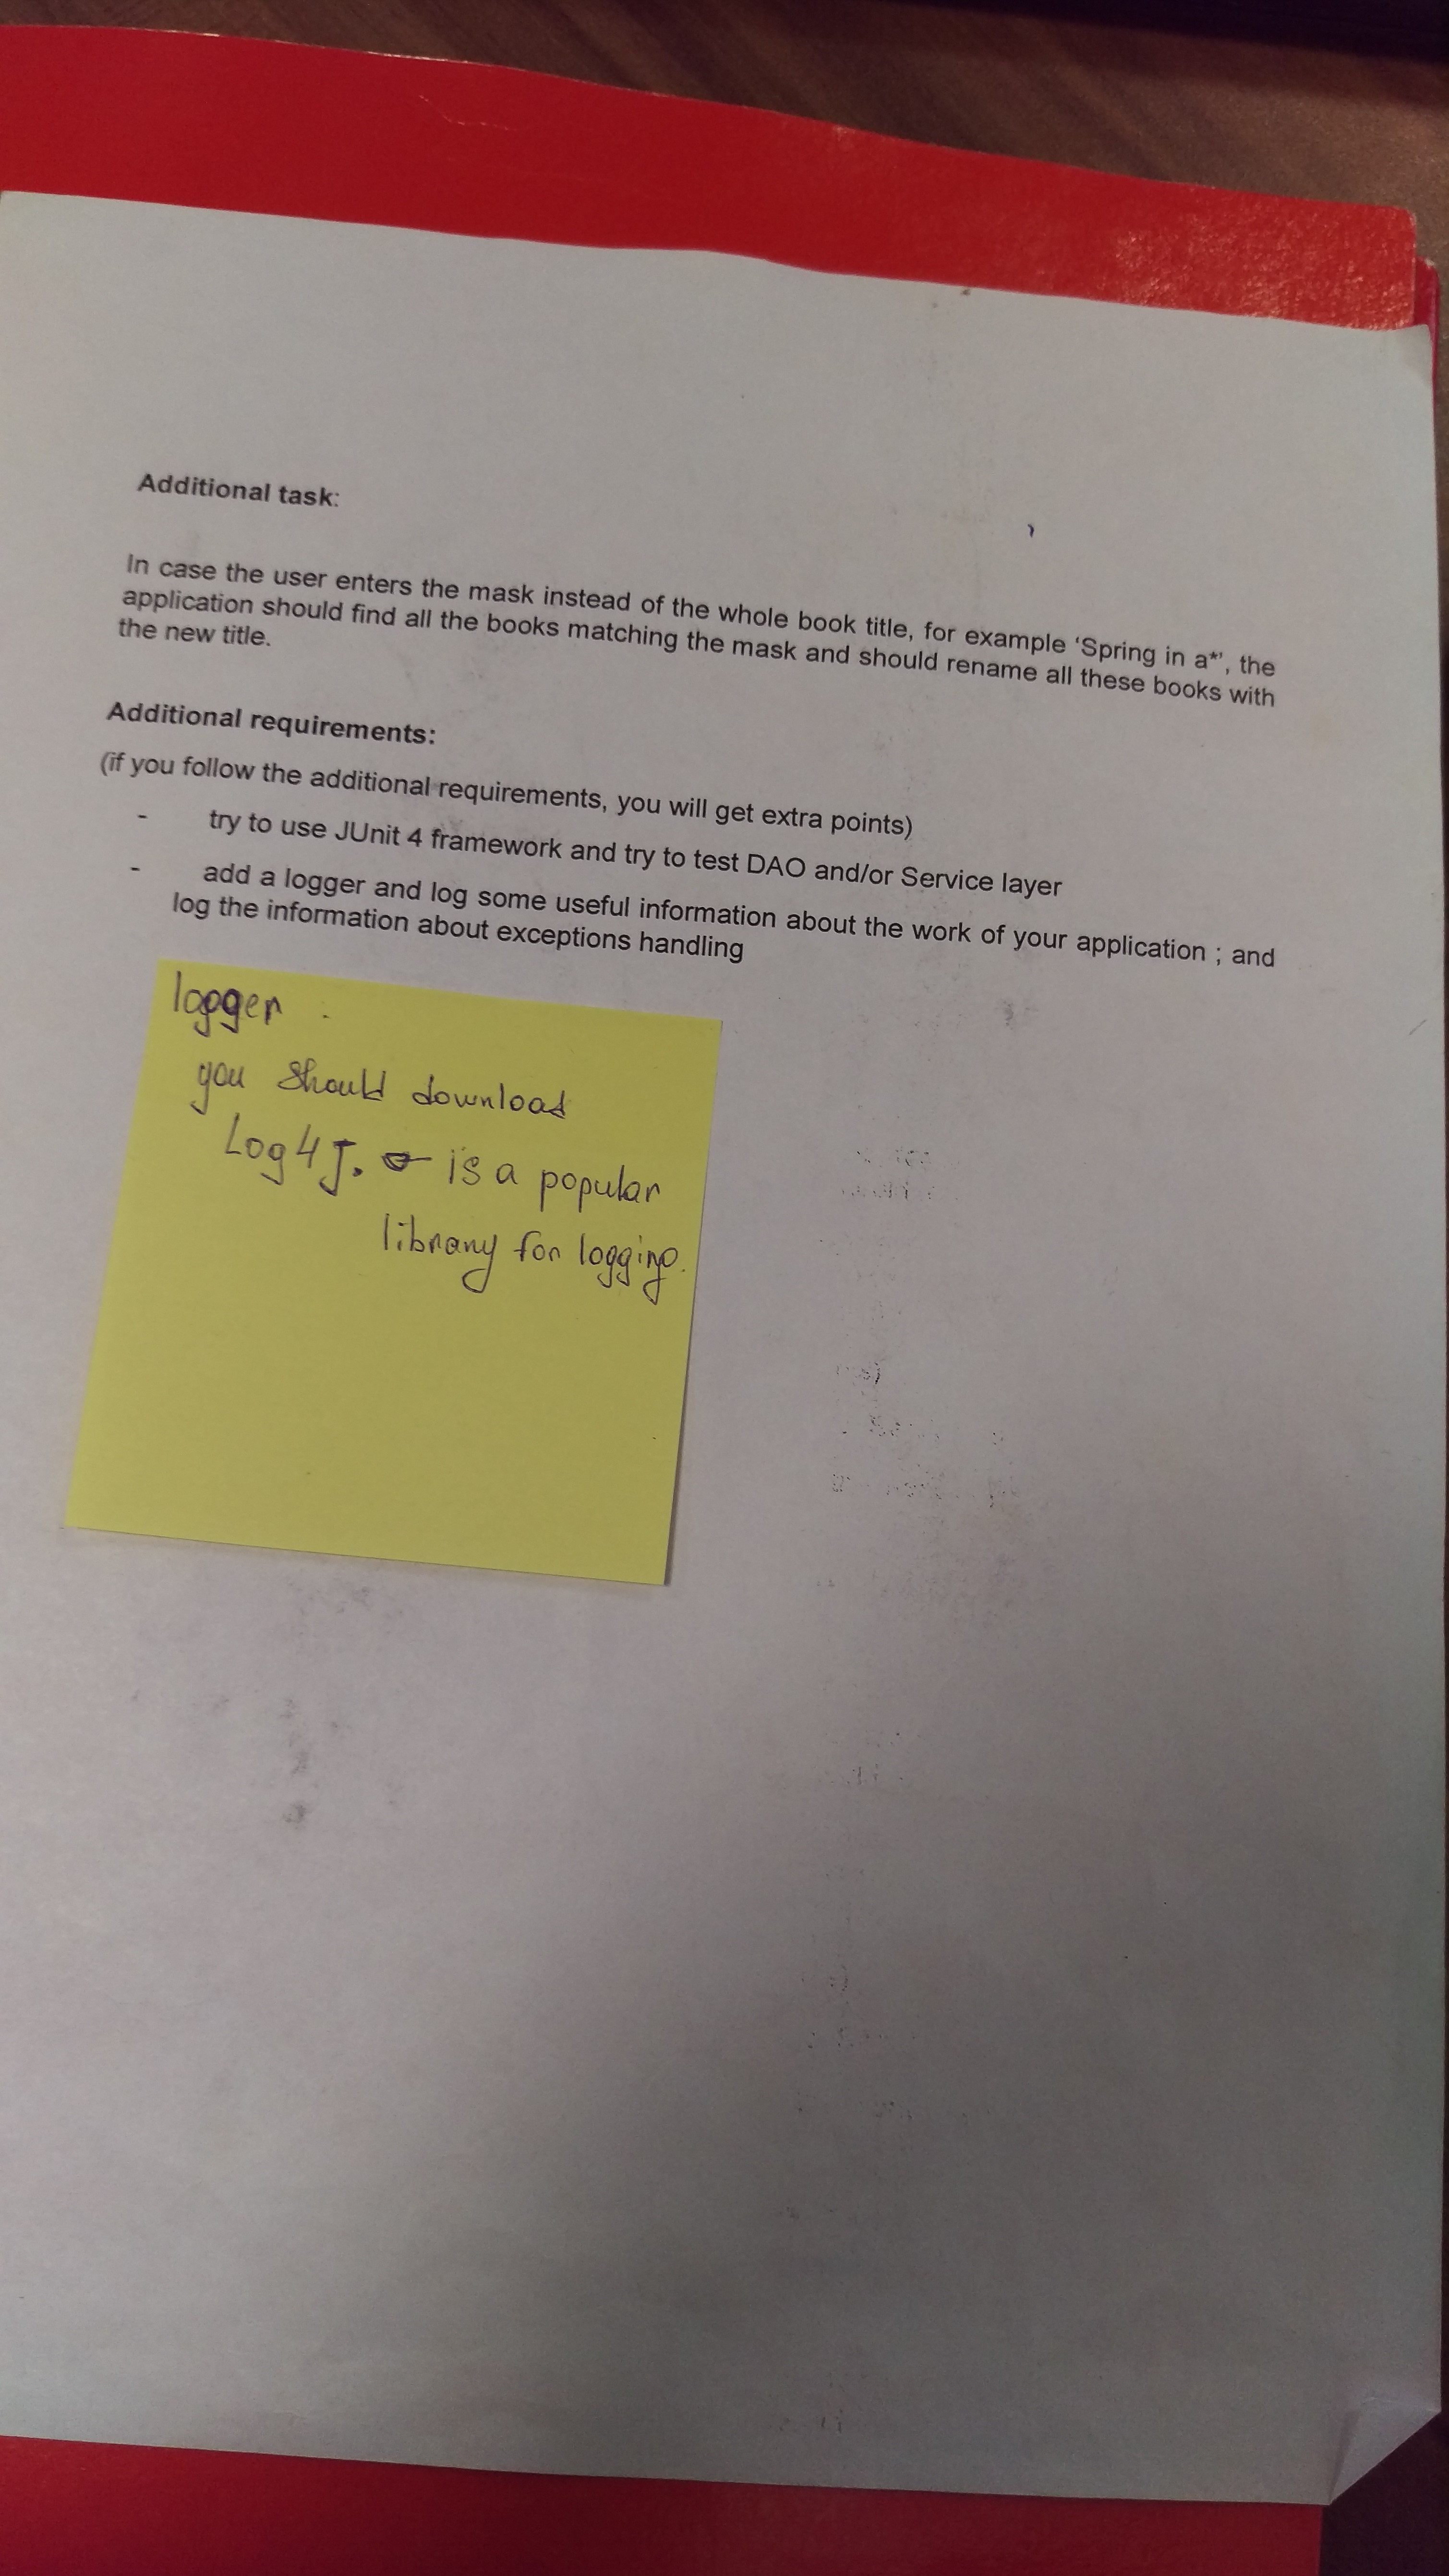 Additional task:
In case the user enters the mask instead of the whole book title, for example ‘Spring in a*’, the
application should find all the books matching the mask and should rename all these books with
the new title.
Additional requirements:
(if you follow the additional requirements, you will get extra points)
- try to use JUnit 4 framework and try to test DAO and/or Service layer
- add a logger and log some useful information about the work of your application ; and
log the information about exceptions handling
logger :
you should download
Log4J. is a popular
library for logging.